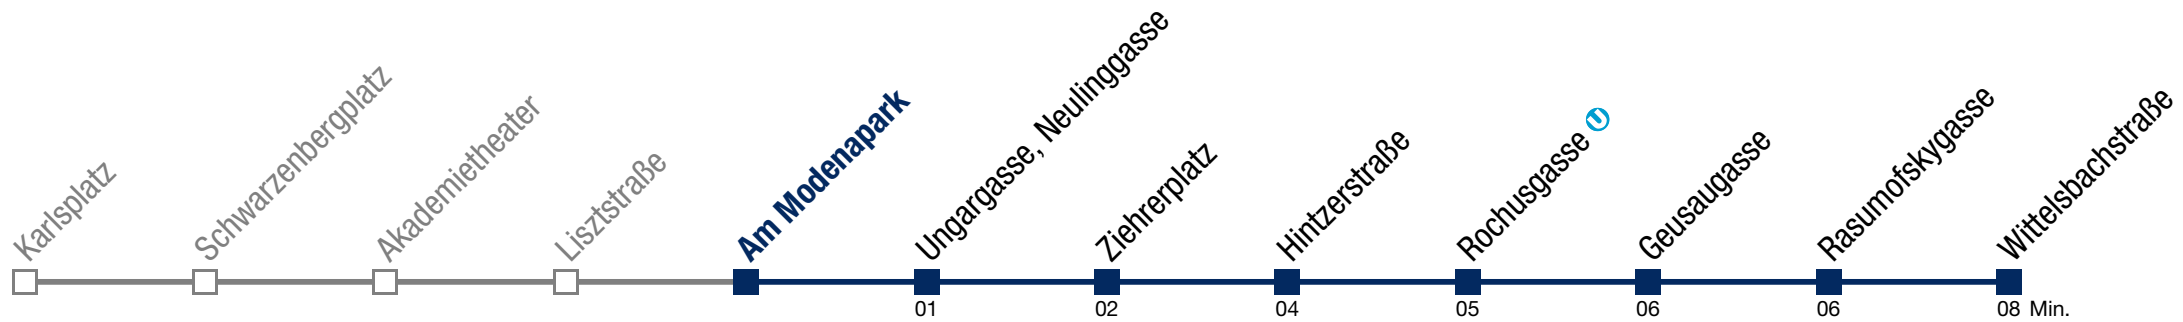 Karlsplatz
Schwarzenbergplatz
Akademietheater
Lisztstraße
Am Modenapark
Ungargasse, Neulinggasse
Ziehrerplatz
Hintzerstraße
Rochusgasse
Geusaugasse
Rasumofskygasse
Wittelsbachstraße
01 02 04 05 06 06 08 Min.